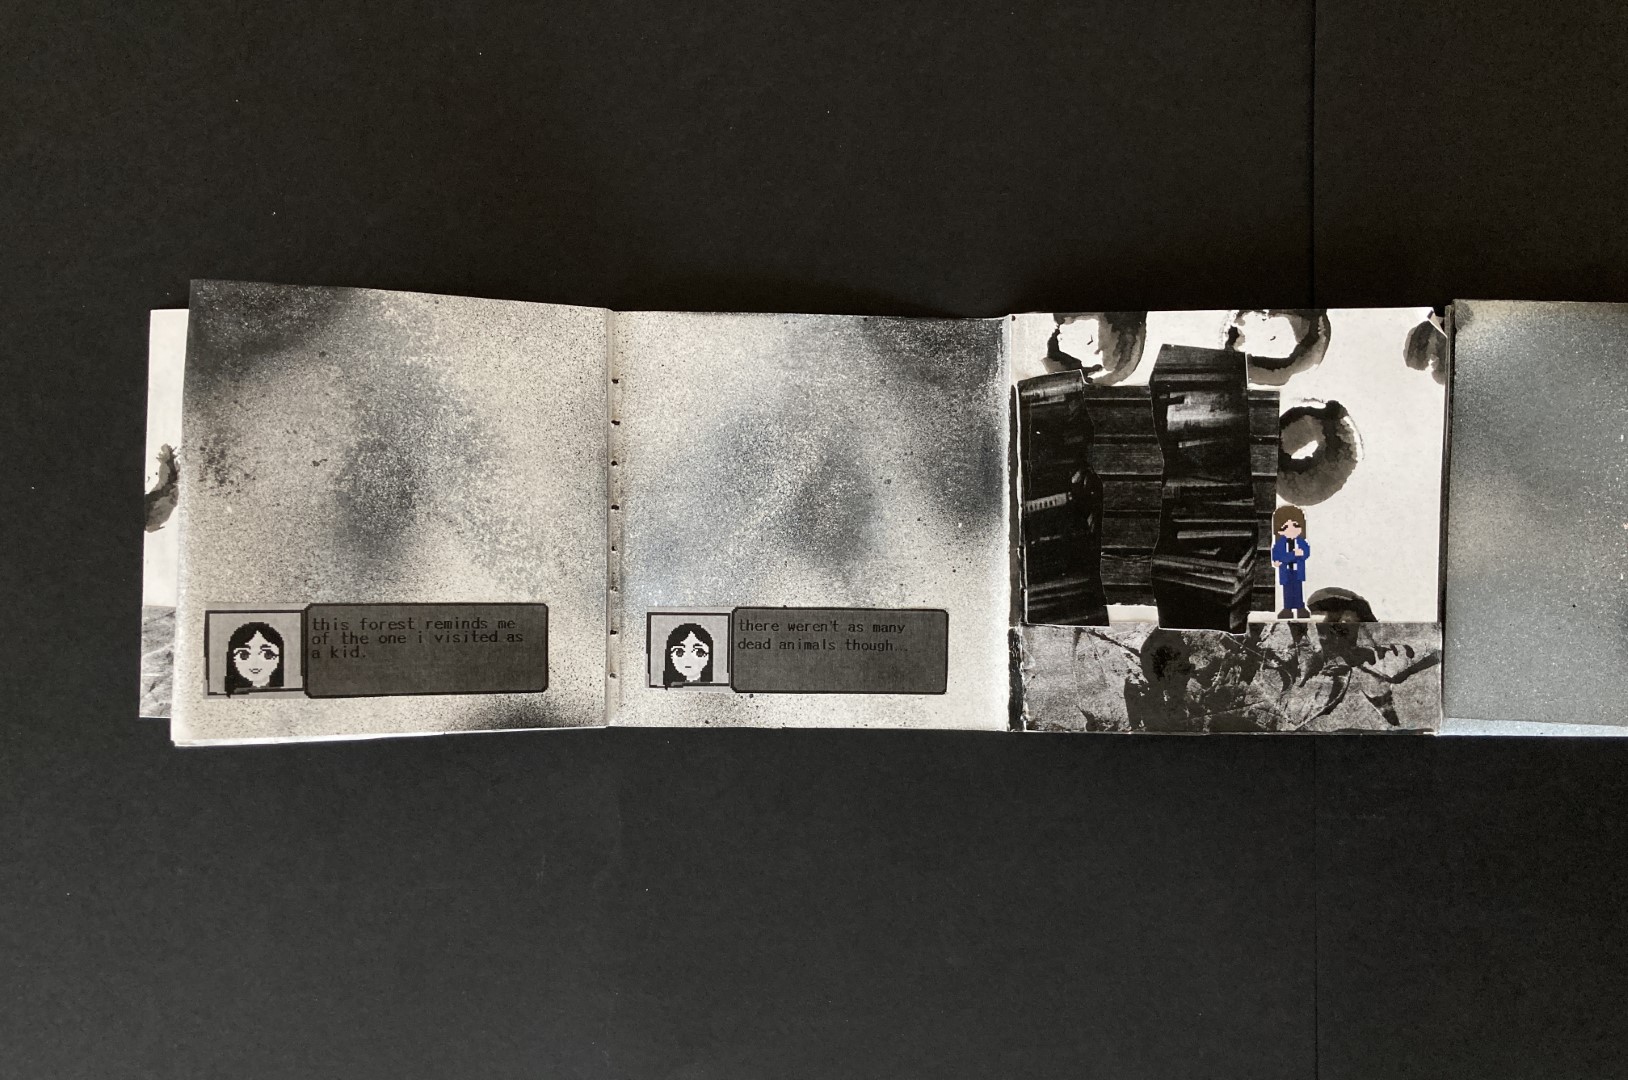 this forest reminds me
of the one i visited as
a kid.
there weren't as many
dead animals though...